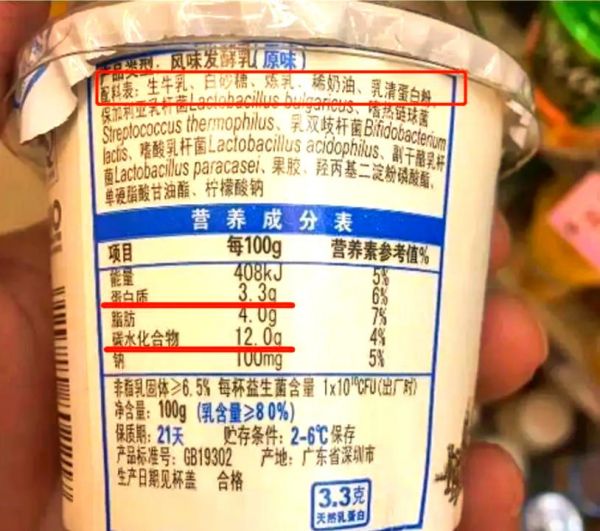 产品类别：风味发酵乳（原味）
配料表：生牛乳、白砂糖、炼乳、稀奶油、乳清蛋白粉
保加利亚乳杆菌Lactobacillus bulgaricus、嗜热链球菌
Streptococcus thermophilus、乳双歧杆菌Bifidobacterium
lactis、嗜酸乳杆菌Lactobacillus acidophilus、副干酪乳杆
菌Lactobacillus paracasei、果胶、羟丙基二淀粉磷酸酯、
单硬脂酸甘油酯、柠檬酸钠
营养成分表
项目 每100g 营养素参考值%
能量 408kJ 5%
蛋白质 3.3g 6%
脂肪 4.0g 7%
碳水化合物 12.0g 4%
钠 100mg 5%
非脂乳固体≥6.5% 每杯益生菌含量 1x10¹⁰CFU(出厂时)
净含量：100g (乳含量≥80%)
保质期：21天 贮存条件：2-6℃保存
产品标准号：GB19302 产地：广东省深圳市
生产日期见杯盖 合格
3.3克
天然乳蛋白